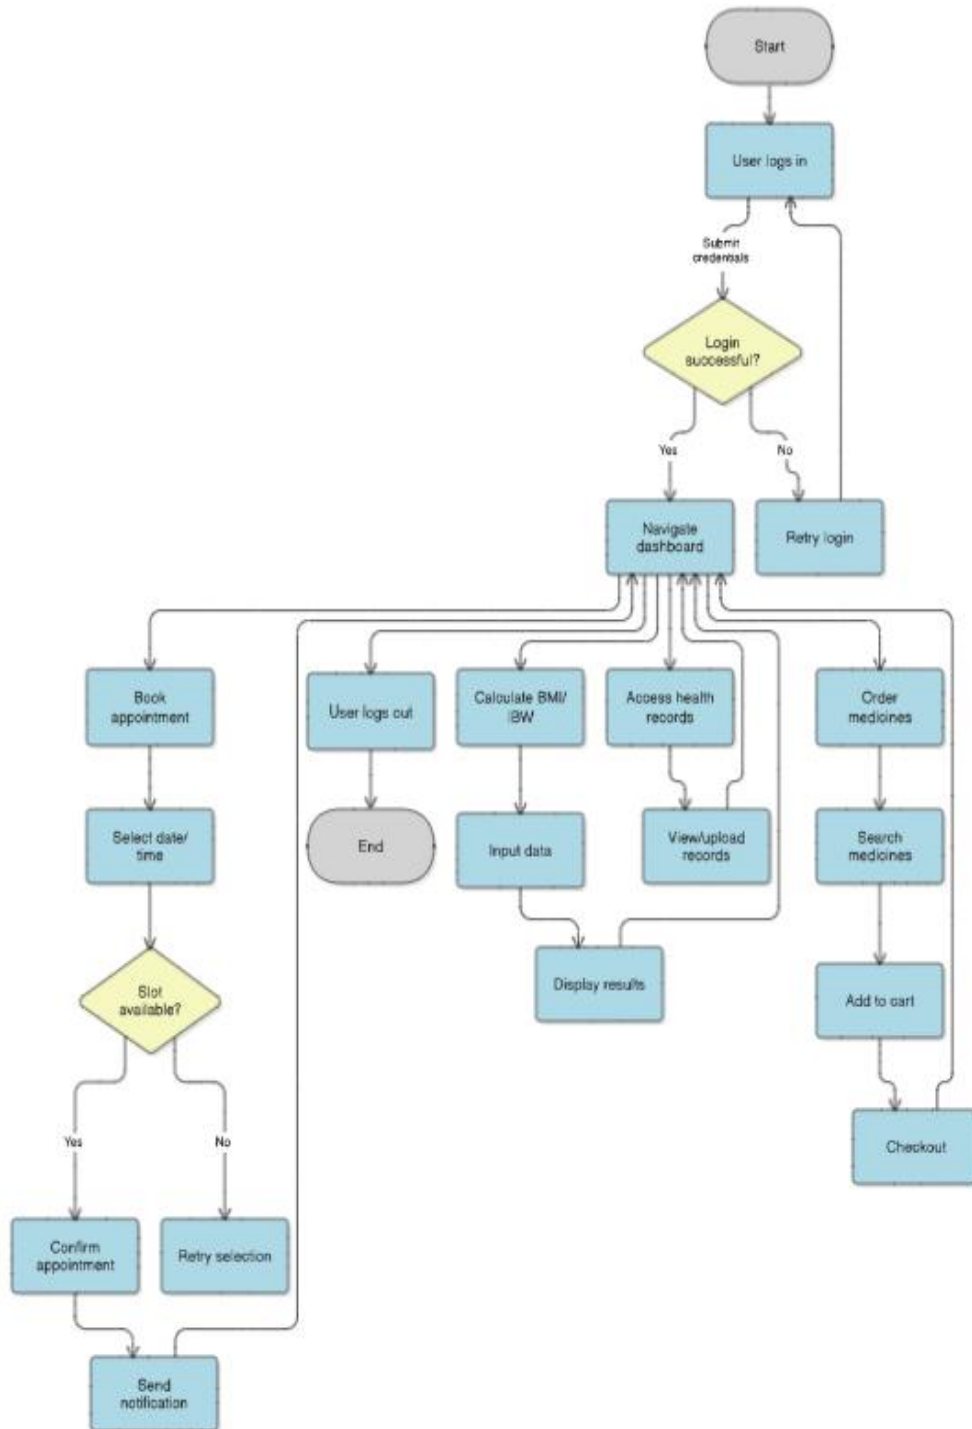 Start
User logs in
Submit
credentials
Login
successful?
Yes
No
Navigate
dashboard
Retry login
Book
appointment
User logs out
Calculate BMI/
IBW
Access health
records
Order
medicines
Select date/
time
End
Input data
View/upload
records
Search
medicines
Slot
available?
Display results
Add to cart
Yes
No
Checkout
Confirm
appointment
Retry selection
Send
notification